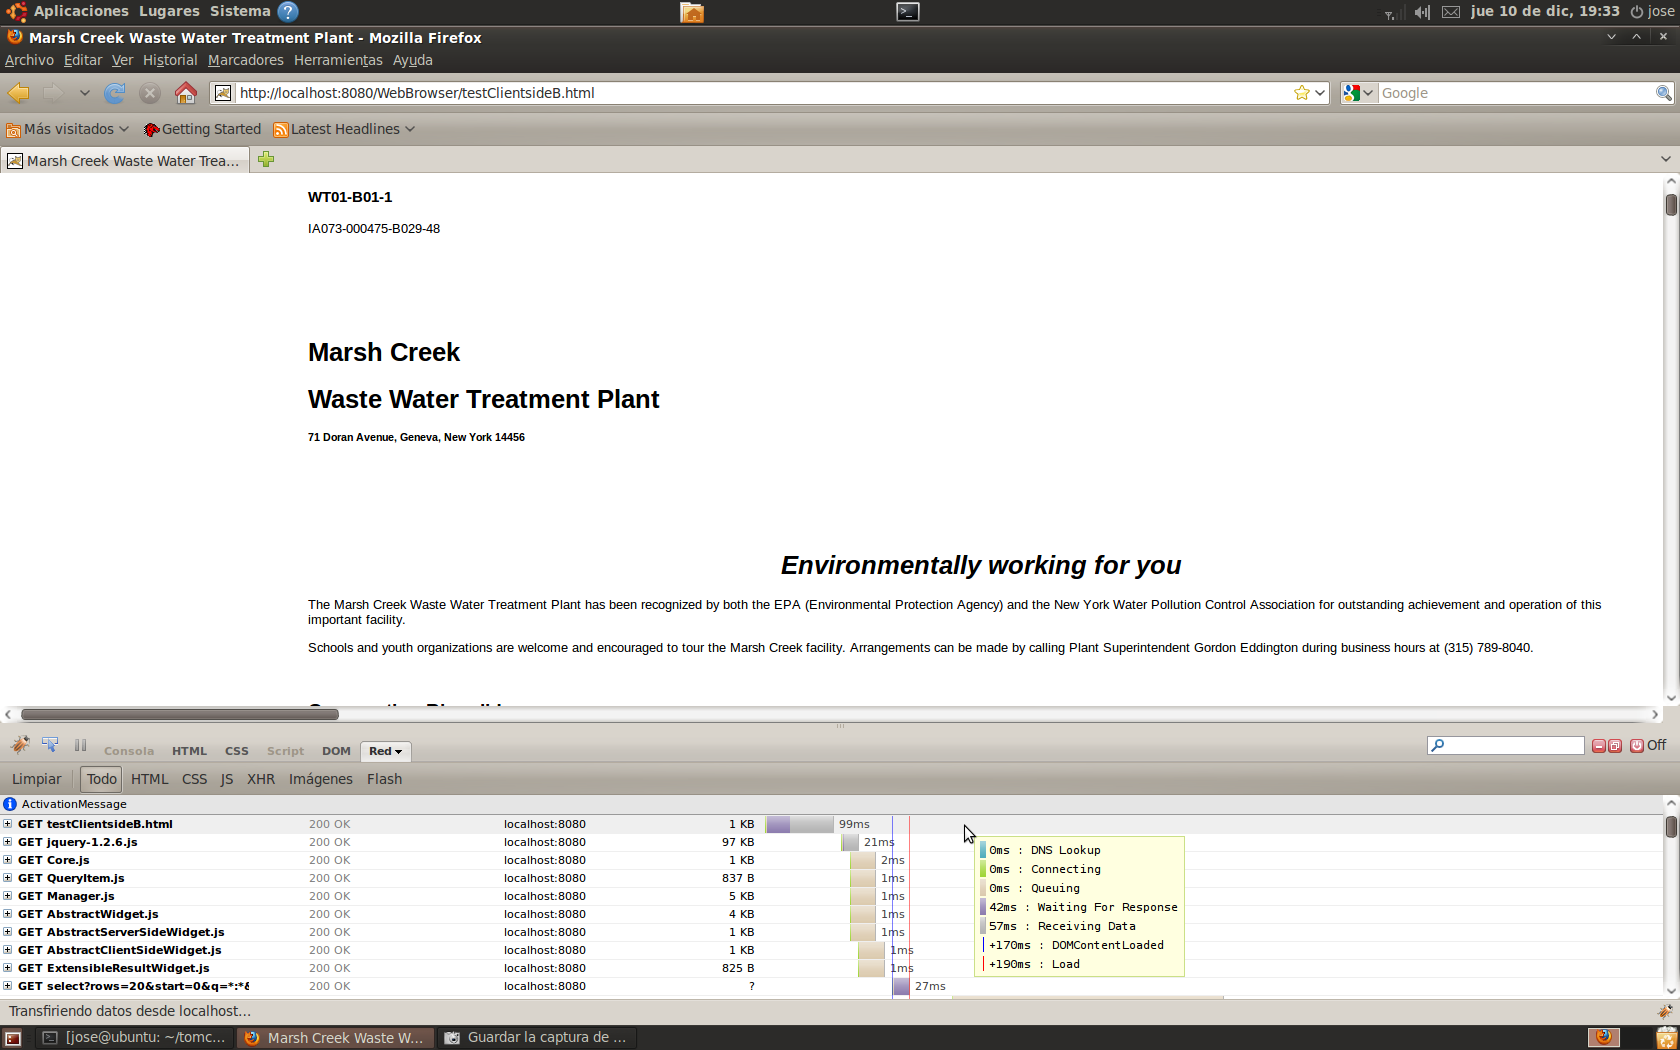 Aplicaciones Lugares Sistema jue 10 de dic, 19:33 jose
Marsh Creek Waste Water Treatment Plant - Mozilla Firefox
Archivo Editar Ver Historial Marcadores Herramientas Ayuda
http://localhost:8080/WebBrowser/testClientsideB.html Google
Más visitados Getting Started Latest Headlines
Marsh Creek Waste Water Trea...
WT01-B01-1
IA073-000475-B029-48
Marsh Creek
Waste Water Treatment Plant
71 Doran Avenue, Geneva, New York 14456
Environmentally working for you
The Marsh Creek Waste Water Treatment Plant has been recognized by both the EPA (Environmental Protection Agency) and the New York Water Pollution Control Association for outstanding achievement and operation of this
important facility.
Schools and youth organizations are welcome and encouraged to tour the Marsh Creek facility. Arrangements can be made by calling Plant Superintendent Gordon Eddington during business hours at (315) 789-8040.
Consola HTML CSS Script DOM Red Off
Limpiar Todo HTML CSS JS XHR Imágenes Flash
ActivationMessage
GET testClientsideB.html 200 OK localhost:8080 1 KB 99ms
GET jquery-1.2.6.js 200 OK localhost:8080 97 KB 21ms
GET Core.js 200 OK localhost:8080 1 KB 2ms
GET QueryItem.js 200 OK localhost:8080 837 B 1ms
GET Manager.js 200 OK localhost:8080 5 KB 1ms
GET AbstractWidget.js 200 OK localhost:8080 4 KB 1ms
GET AbstractServerSideWidget.js 200 OK localhost:8080 1 KB 1ms
GET AbstractClientSideWidget.js 200 OK localhost:8080 1 KB 1ms
GET ExtensibleResultWidget.js 200 OK localhost:8080 825 B 1ms
GET select?rows=20&start=0&q=*:*& 200 OK localhost:8080 ? 27ms
0ms : DNS Lookup
0ms : Connecting
0ms : Queuing
42ms : Waiting For Response
57ms : Receiving Data
+170ms : DOMContentLoaded
+190ms : Load
Transfiriendo datos desde localhost...
[jose@ubuntu: ~/tomc... Marsh Creek Waste W... Guardar la captura de ...